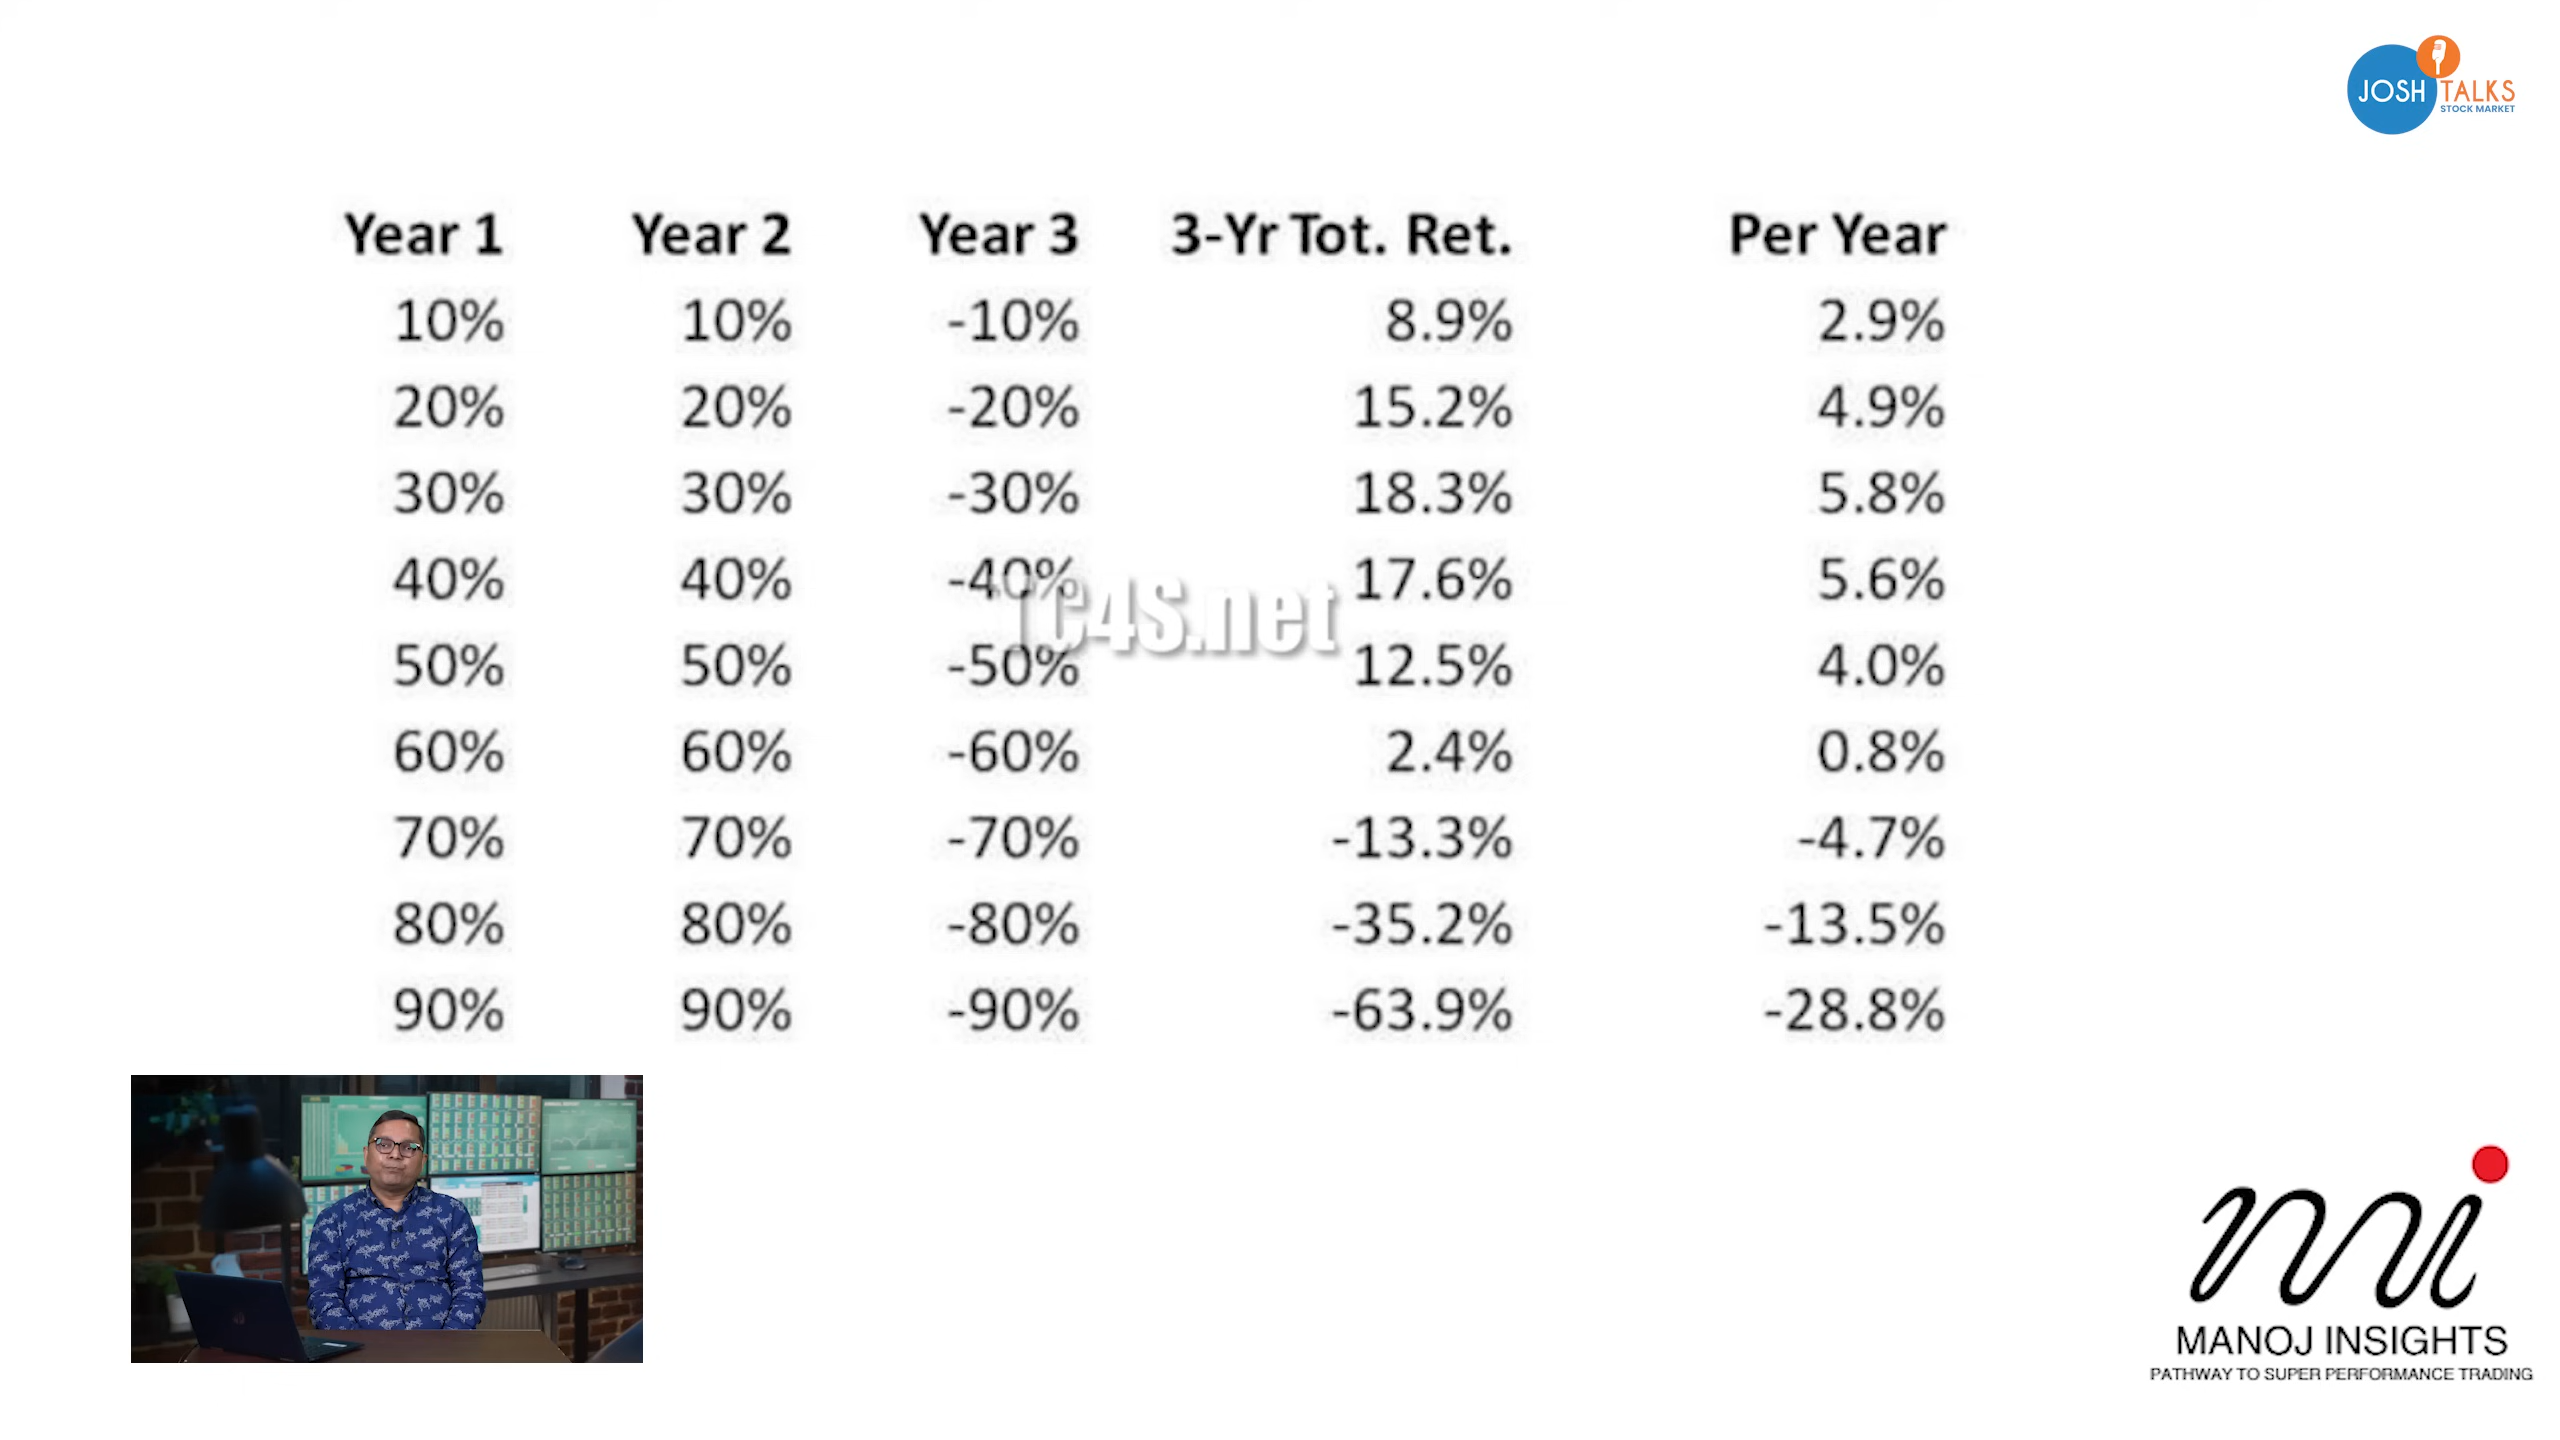 JOSH TALKS
STOCK MARKET
Year 1 Year 2 Year 3 3-Yr Tot. Ret. Per Year
10% 10% -10% 8.9% 2.9%
20% 20% -20% 15.2% 4.9%
30% 30% -30% 18.3% 5.8%
40% 40% -40% 17.6% 5.6%
TC4S.net
50% 50% -50% 12.5% 4.0%
60% 60% -60% 2.4% 0.8%
70% 70% -70% -13.3% -4.7%
80% 80% -80% -35.2% -13.5%
90% 90% -90% -63.9% -28.8%
mi
MANOJ INSIGHTS
PATHWAY TO SUPER PERFORMANCE TRADING